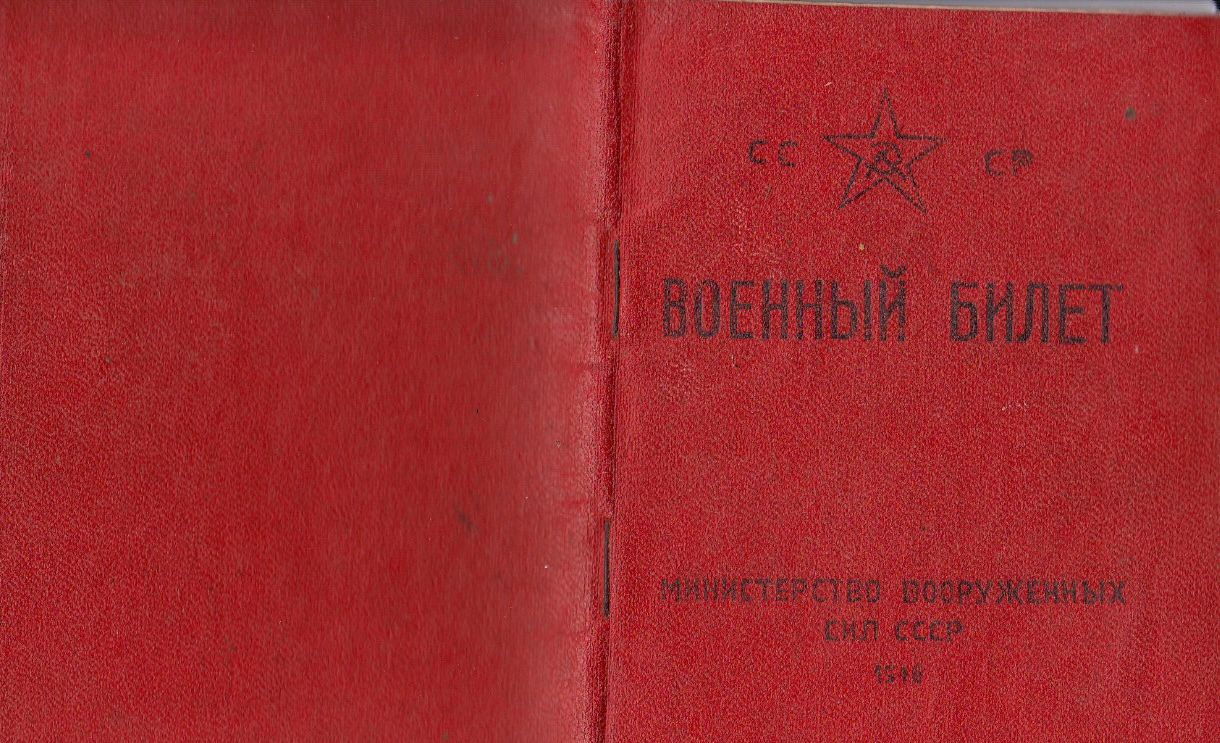 СС СР
ВОЕННЫЙ БИЛЕТ
МИНИСТЕРСТВО ВООРУЖЕННЫХ
СИЛ СССР